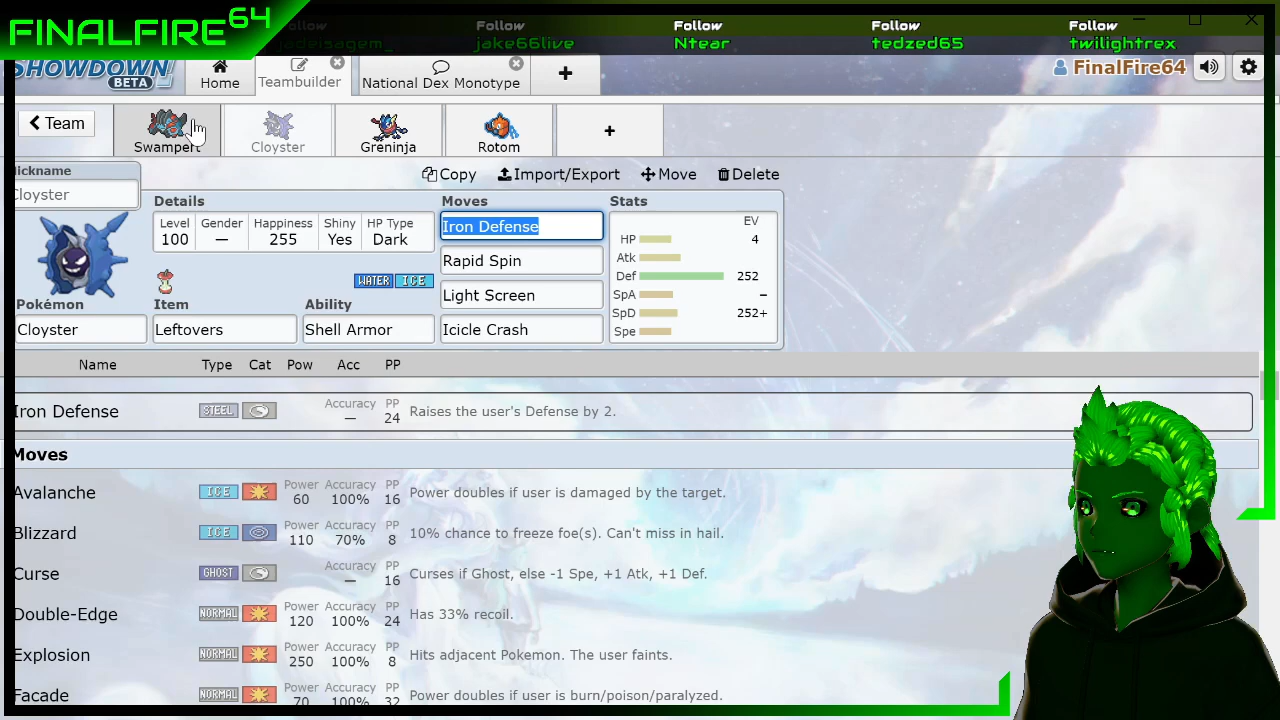 FINALFIRE64
Follow
jake66live
Follow
Ntear
Follow
tedzed65
Follow
twilightrex
SHOWDOWN
BETA
Home
Teambuilder
National Dex Monotype
+
FinalFire64
Team
Swampert
Cloyster
Greninja
Rotom
+
Copy
Import/Export
Move
Delete
Nickname
Cloyster
Details
Level
100
Gender
—
Happiness
255
Shiny
Yes
HP Type
Dark
WATER ICE
Pokémon
Cloyster
Item
Leftovers
Ability
Shell Armor
Moves
Iron Defense
Rapid Spin
Light Screen
Icicle Crash
Stats
EV
HP 4
Atk
Def 252
SpA –
SpD 252+
Spe
Name Type Cat Pow Acc PP
Iron Defense STEEL Accuracy — PP 24 Raises the user's Defense by 2.
Moves
Avalanche ICE Power 60 Accuracy 100% PP 16 Power doubles if user is damaged by the target.
Blizzard ICE Power 110 Accuracy 70% PP 8 10% chance to freeze foe(s). Can't miss in hail.
Curse GHOST Accuracy — PP 16 Curses if Ghost, else -1 Spe, +1 Atk, +1 Def.
Double-Edge NORMAL Power 120 Accuracy 100% PP 24 Has 33% recoil.
Explosion NORMAL Power 250 Accuracy 100% PP 8 Hits adjacent Pokemon. The user faints.
Facade NORMAL Power 70 Accuracy 100% PP 32 Power doubles if user is burn/poison/paralyzed.